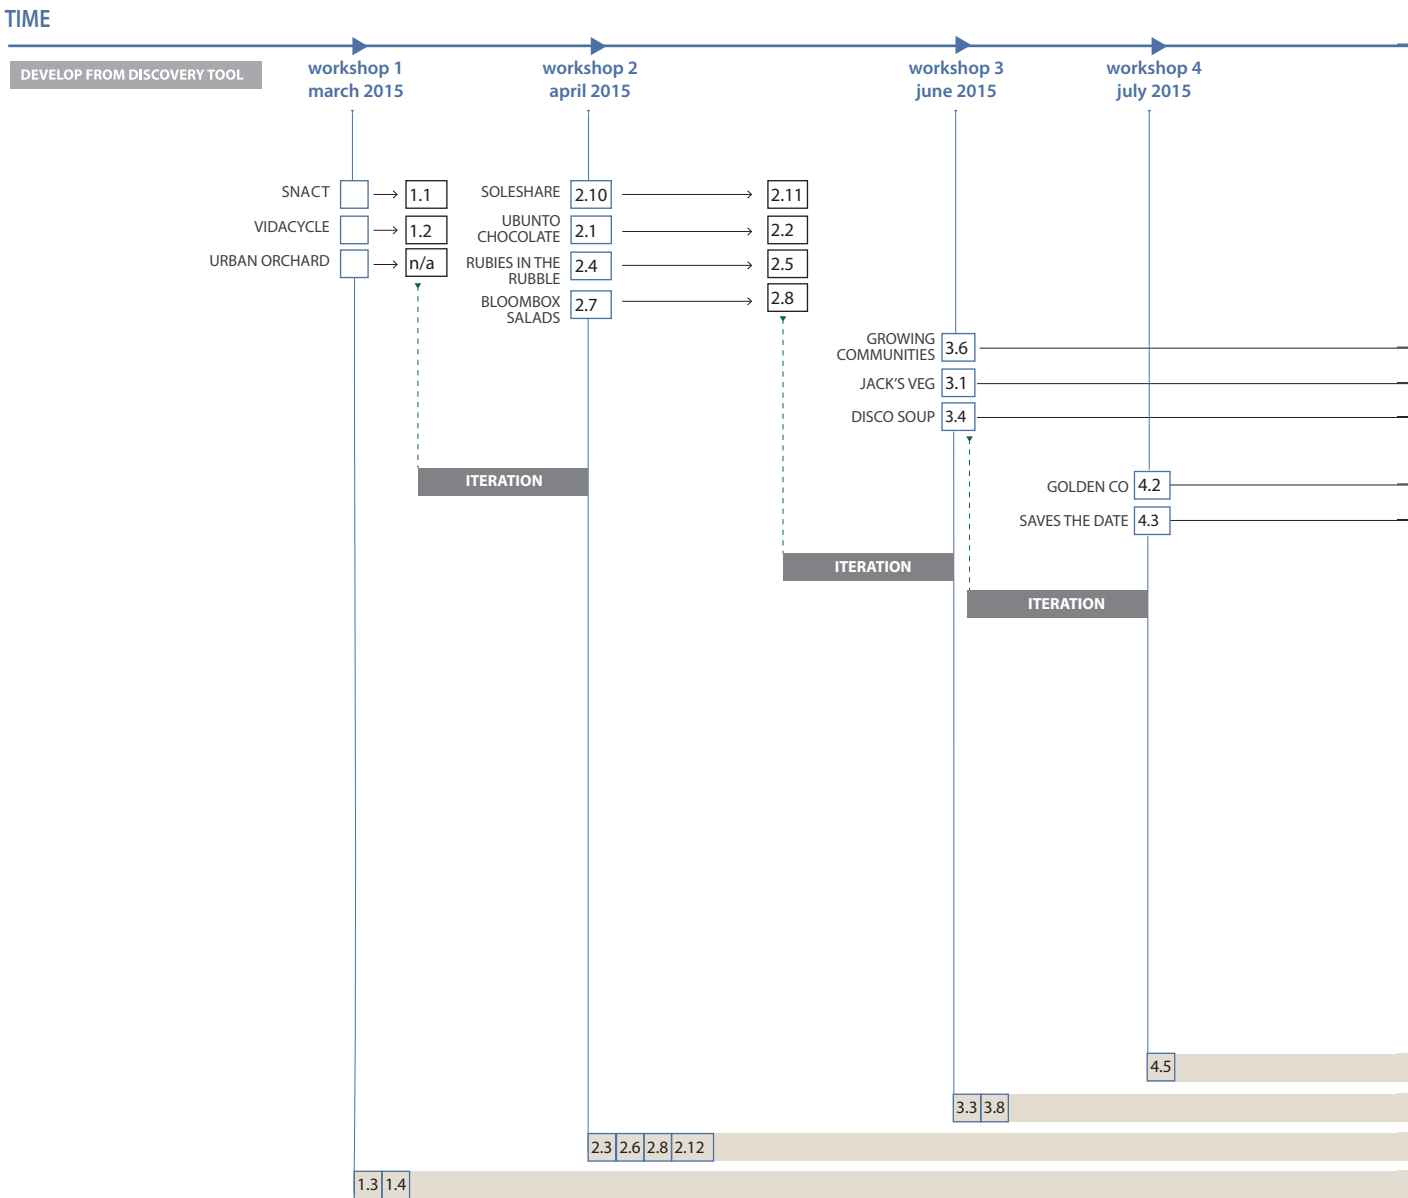 TIME
DEVELOP FROM DISCOVERY TOOL
workshop 1
march 2015
workshop 2
april 2015
workshop 3
june 2015
workshop 4
july 2015
SNACT
1.1
VIDACYCLE
1.2
URBAN ORCHARD
n/a
SOLESHARE
2.10
2.11
UBUNTO
CHOCOLATE
2.1
2.2
RUBIES IN THE
RUBBLE
2.4
2.5
BLOOMBOX
SALADS
2.7
2.8
GROWING
COMMUNITIES
3.6
JACK'S VEG
3.1
DISCO SOUP
3.4
ITERATION
GOLDEN CO
4.2
SAVES THE DATE
4.3
ITERATION
ITERATION
4.5
3.3 3.8
2.3 2.6 2.8 2.12
1.3 1.4